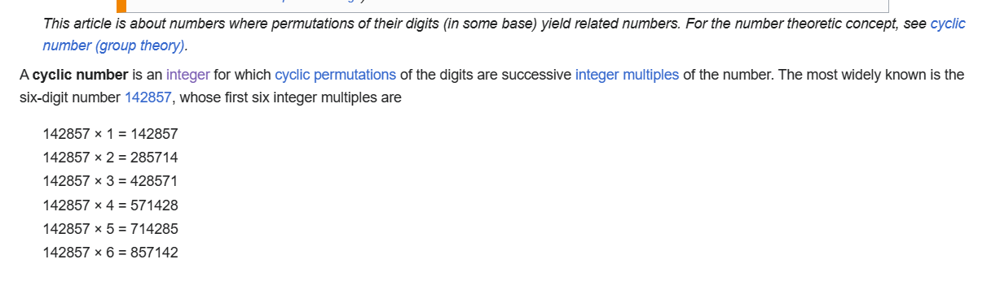 This article is about numbers where permutations of their digits (in some base) yield related numbers. For the number theoretic concept, see cyclic
number (group theory).
A cyclic number is an integer for which cyclic permutations of the digits are successive integer multiples of the number. The most widely known is the
six-digit number 142857, whose first six integer multiples are
142857 × 1 = 142857
142857 × 2 = 285714
142857 × 3 = 428571
142857 × 4 = 571428
142857 × 5 = 714285
142857 × 6 = 857142